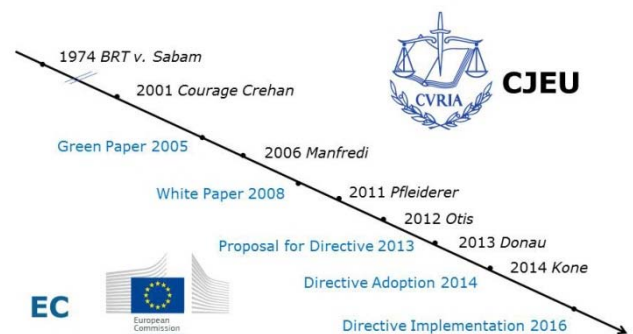 1974 BRT v. Sabam
CVRIA
CJEU
2001 Courage Crehan
Green Paper 2005
2006 Manfredi
White Paper 2008
2011 Pfleiderer
2012 Otis
Proposal for Directive 2013
2013 Donau
2014 Kone
Directive Adoption 2014
EC
European
Commission
Directive Implementation 2016